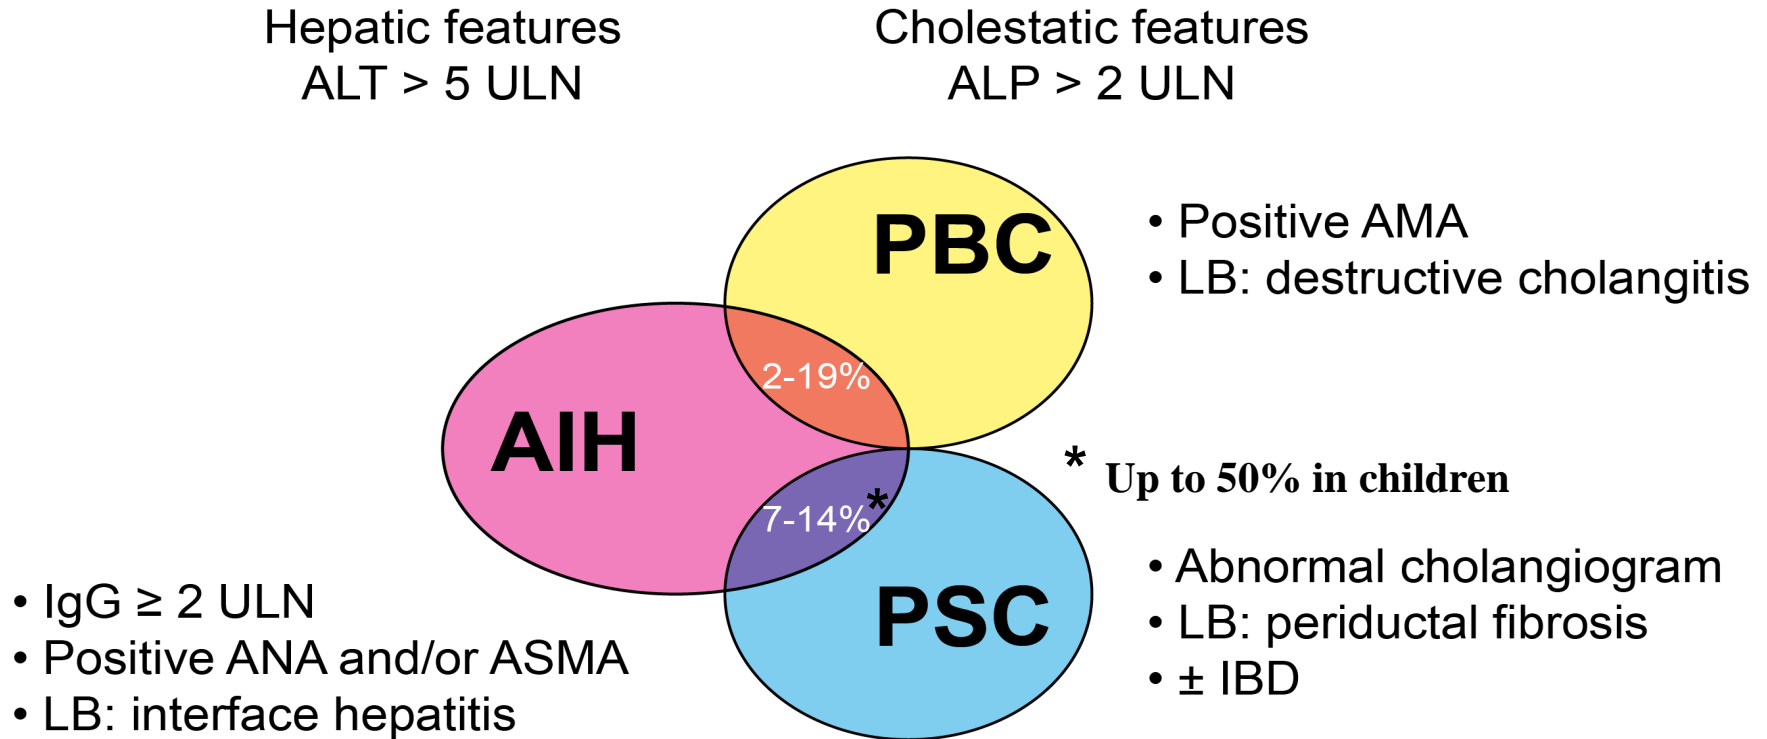 Hepatic features
ALT > 5 ULN
Cholestatic features
ALP > 2 ULN
PBC
• Positive AMA
• LB: destructive cholangitis
2-19%
AIH
* Up to 50% in children
7-14%*
PSC
• Abnormal cholangiogram
• LB: periductal fibrosis
• ± IBD
• IgG ≥ 2 ULN
• Positive ANA and/or ASMA
• LB: interface hepatitis